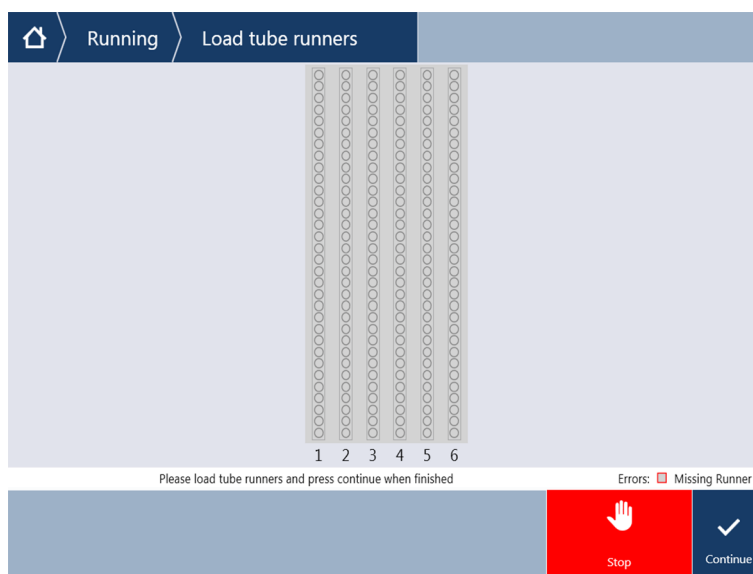 Running Load tube runners
1 2 3 4 5 6
Please load tube runners and press continue when finished
Errors: Missing Runner
Stop
Continue